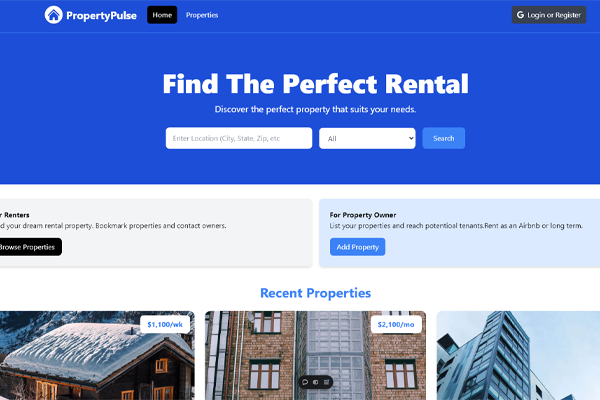 PropertyPulse
Home
Properties
Login or Register
Find The Perfect Rental
Discover the perfect property that suits your needs.
Enter Location (City, State, Zip, etc
All
Search
r Renters
d your dream rental property. Bookmark properties and contact owners.
Browse Properties
For Property Owner
List your properties and reach potentioal tenants.Rent as an Airbnb or long term.
Add Property
Recent Properties
$1,100/wk
$2,100/mo